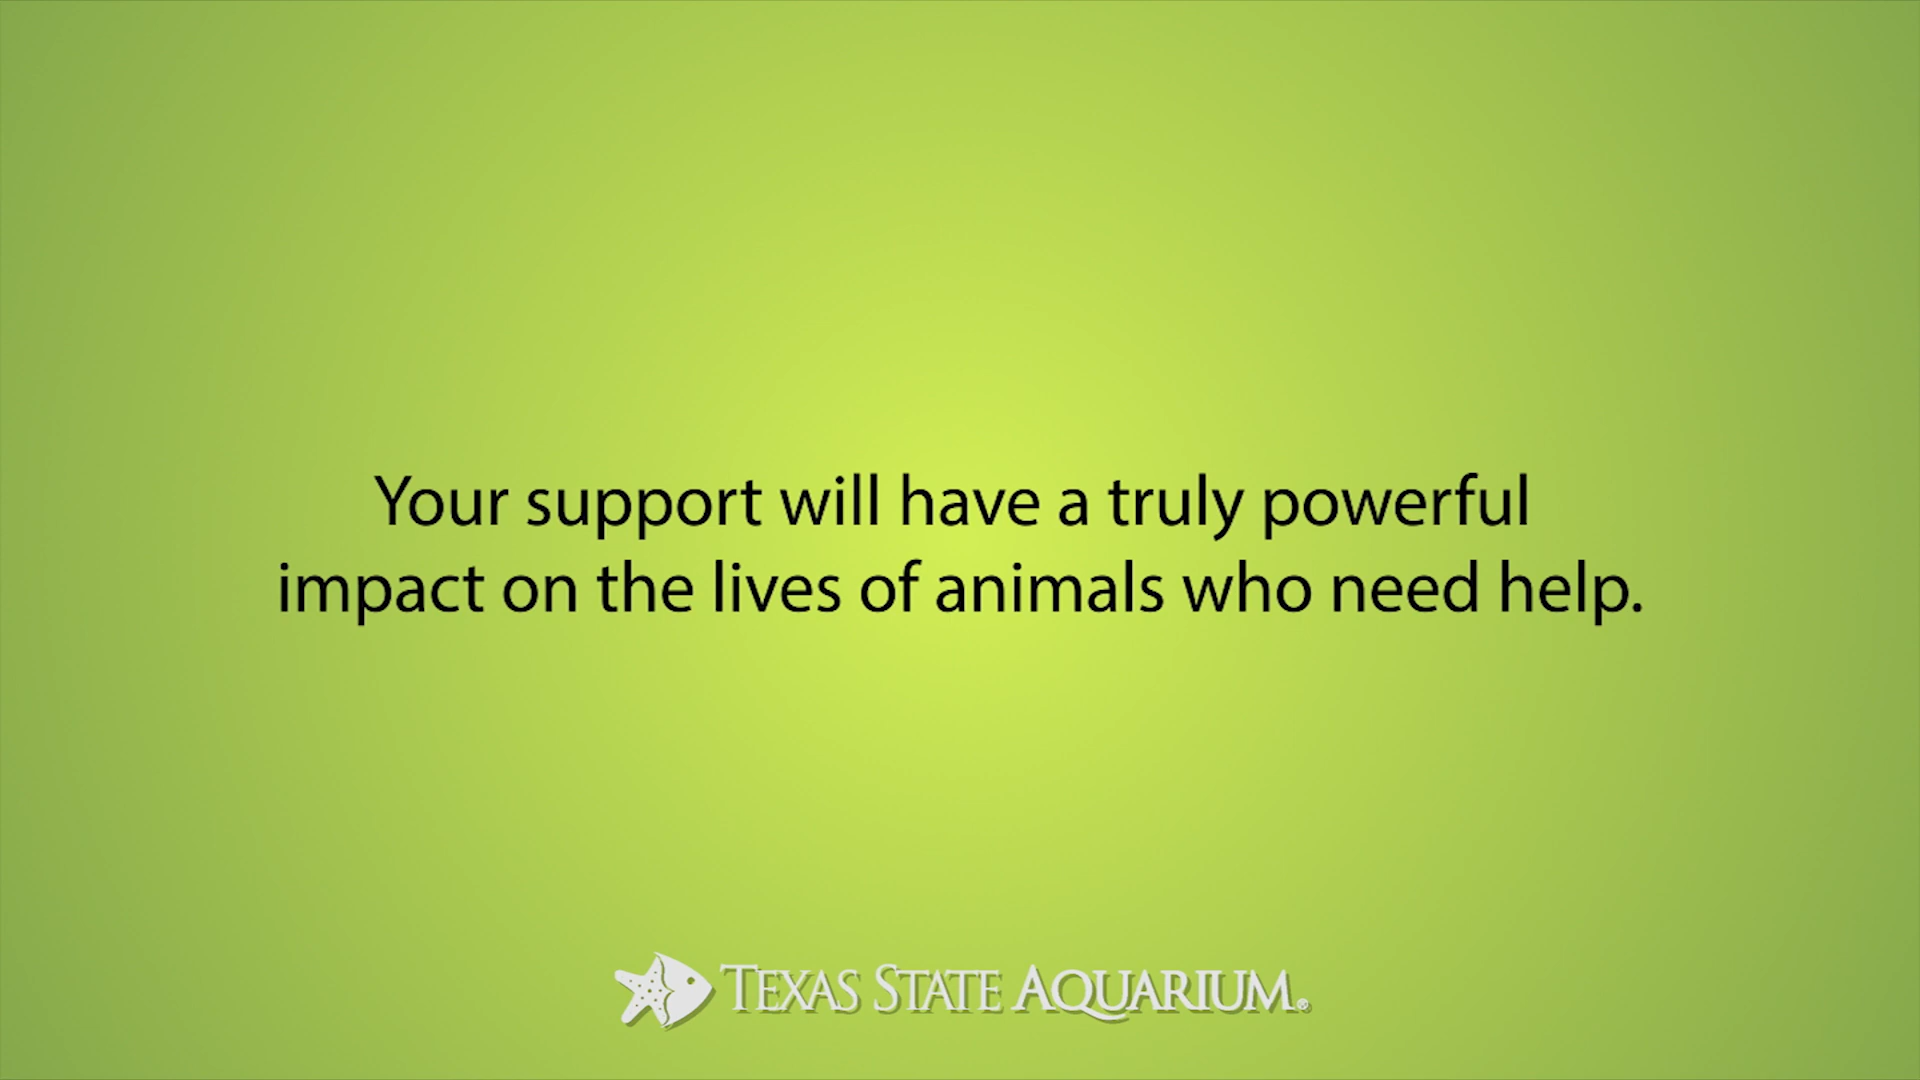 Your support will have a truly powerful
impact on the lives of animals who need help.
TEXAS STATE AQUARIUM®